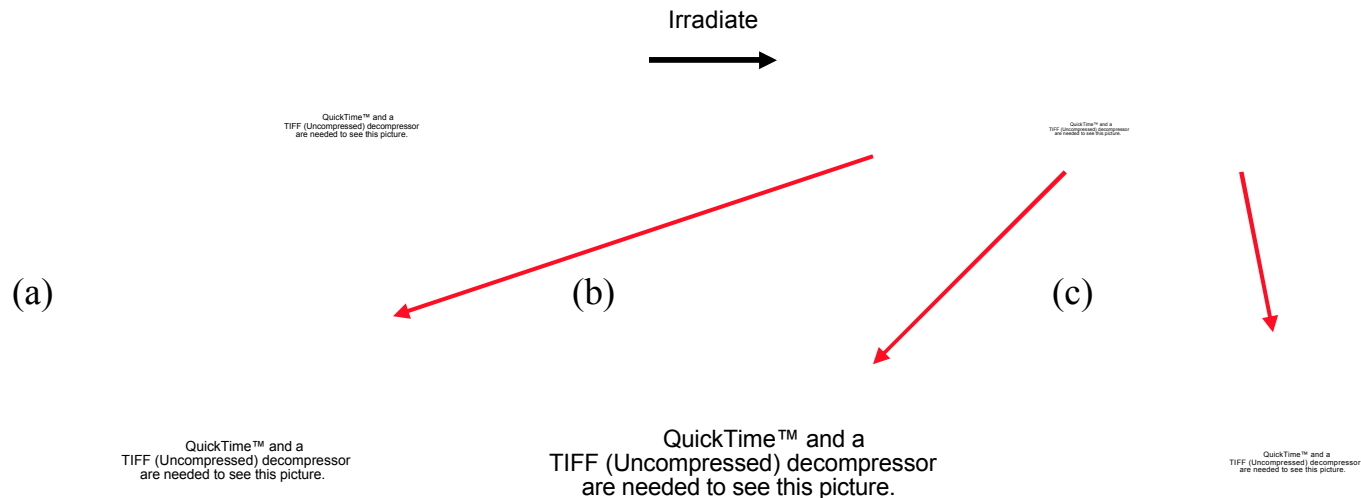 Irradiate
QuickTime™ and a
TIFF (Uncompressed) decompressor
are needed to see this picture.
QuickTime™ and a
TIFF (Uncompressed) decompressor
are needed to see this picture.
(a)
(b)
(c)
QuickTime™ and a
TIFF (Uncompressed) decompressor
are needed to see this picture.
QuickTime™ and a
TIFF (Uncompressed) decompressor
are needed to see this picture.
QuickTime™ and a
TIFF (Uncompressed) decompressor
are needed to see this picture.